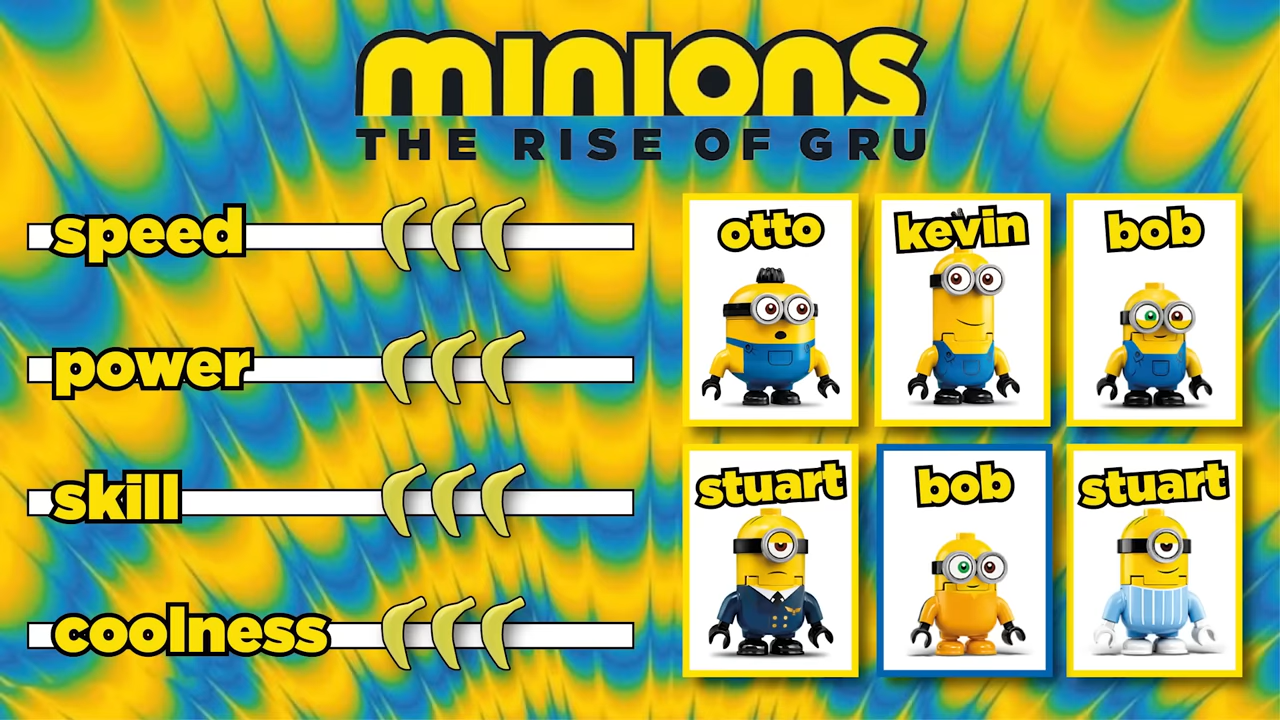 minions
THE RISE OF GRU
speed
power
skill
coolness
otto
kevin
bob
stuart
bob
stuart